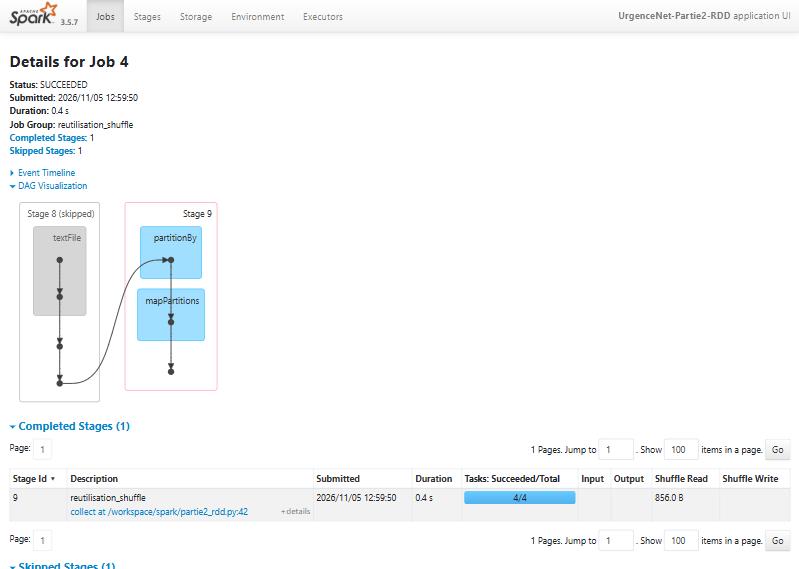 APACHE Spark 3.5.7 Jobs Stages Storage Environment Executors UrgenceNet-Partie2-RDD application UI
Details for Job 4
Status: SUCCEEDED
Submitted: 2026/11/05 12:59:50
Duration: 0.4 s
Job Group: reutilisation_shuffle
Completed Stages: 1
Skipped Stages: 1
Event Timeline
DAG Visualization
Stage 8 (skipped) Stage 9
textFile partitionBy
mapPartitions
Completed Stages (1)
Page: 1 1 Pages. Jump to 1 . Show 100 items in a page. Go
Stage Id Description Submitted Duration Tasks: Succeeded/Total Input Output Shuffle Read Shuffle Write
9 reutilisation_shuffle 2026/11/05 12:59:50 0.4 s 4/4 856.0 B
collect at /workspace/spark/partie2_rdd.py:42 +details
Page: 1 1 Pages. Jump to 1 . Show 100 items in a page. Go
Skipped Stages (1)